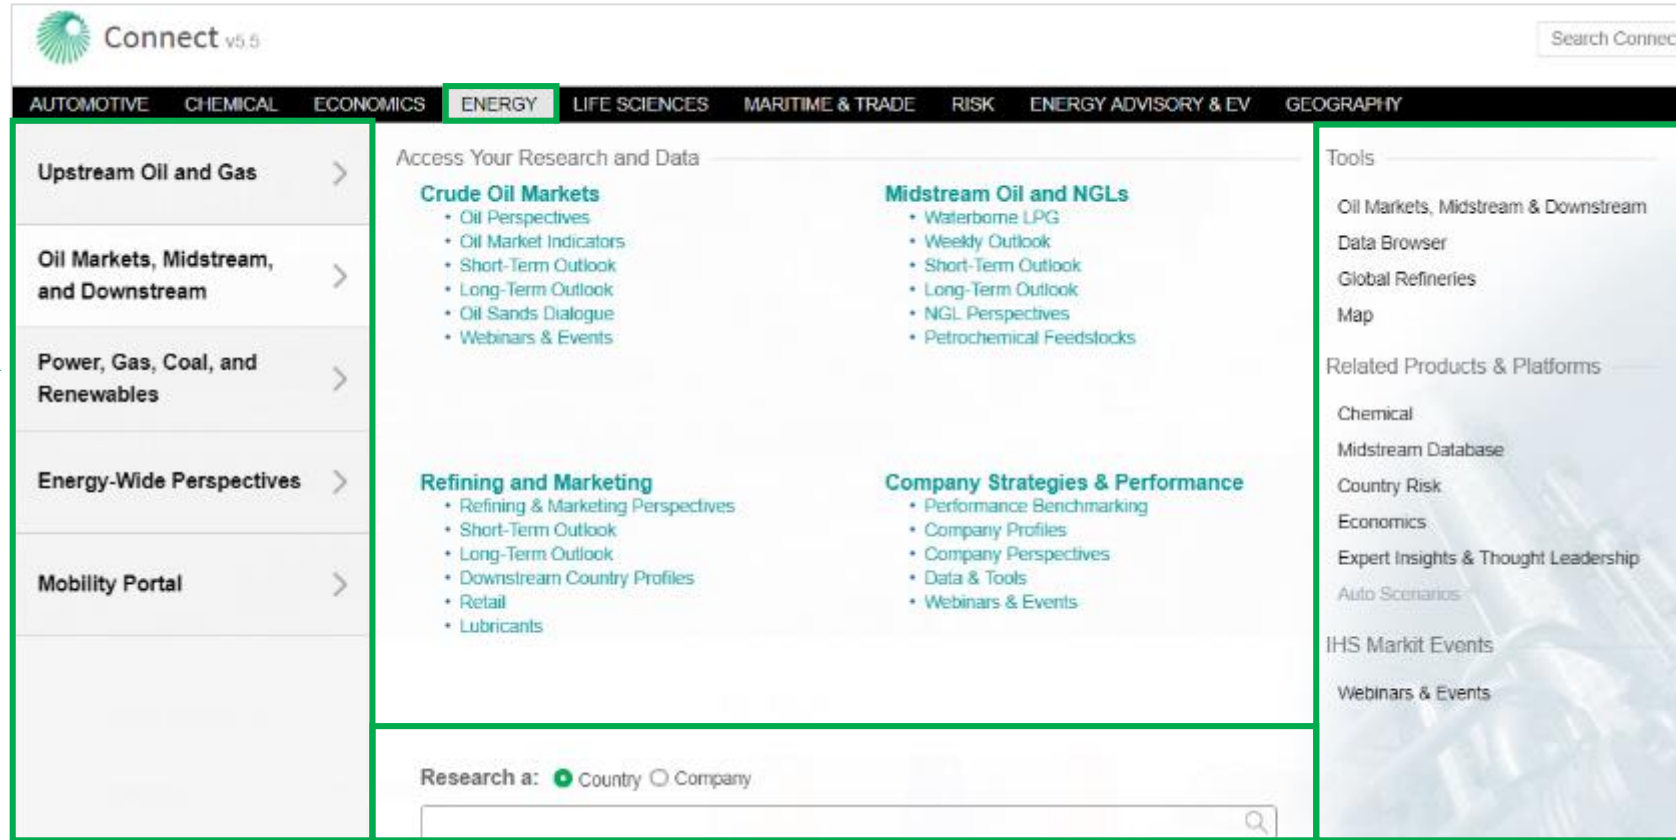 Connect v5.5
Search Connec
AUTOMOTIVE CHEMICAL ECONOMICS ENERGY LIFE SCIENCES MARITIME & TRADE RISK ENERGY ADVISORY & EV GEOGRAPHY
Upstream Oil and Gas
Oil Markets, Midstream,
and Downstream
Power, Gas, Coal, and
Renewables
Energy-Wide Perspectives
Mobility Portal
Access Your Research and Data
Crude Oil Markets
• Oil Perspectives
• Oil Market Indicators
• Short-Term Outlook
• Long-Term Outlook
• Oil Sands Dialogue
• Webinars & Events
Midstream Oil and NGLs
• Waterborne LPG
• Weekly Outlook
• Short-Term Outlook
• Long-Term Outlook
• NGL Perspectives
• Petrochemical Feedstocks
Refining and Marketing
• Refining & Marketing Perspectives
• Short-Term Outlook
• Long-Term Outlook
• Downstream Country Profiles
• Retail
• Lubricants
Company Strategies & Performance
• Performance Benchmarking
• Company Profiles
• Company Perspectives
• Data & Tools
• Webinars & Events
Research a: Country Company
Tools
Oil Markets, Midstream & Downstream
Data Browser
Global Refineries
Map
Related Products & Platforms
Chemical
Midstream Database
Country Risk
Economics
Expert Insights & Thought Leadership
Auto Scenarios
IHS Markit Events
Webinars & Events